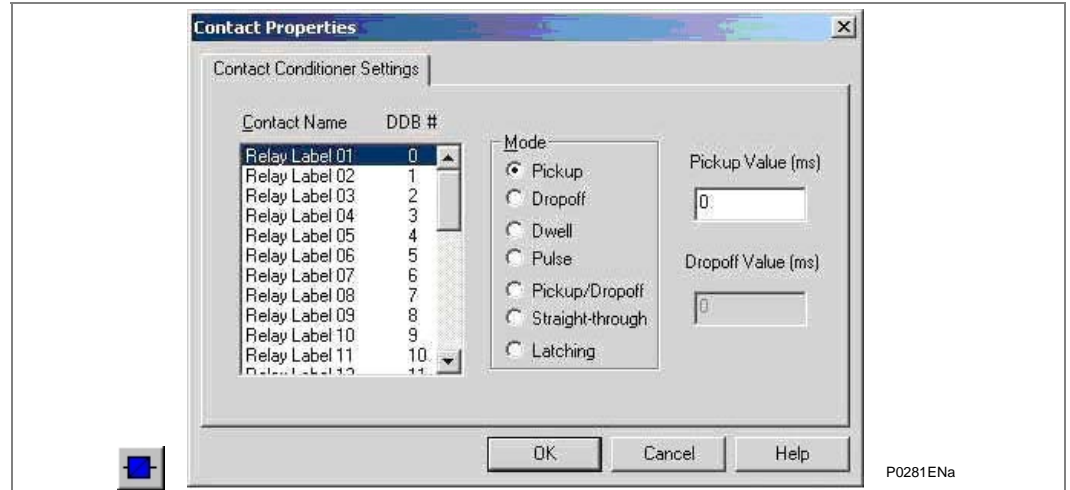 Contact Properties
Contact Conditioner Settings
Contact Name DDB #
Relay Label 01 0
Relay Label 02 1
Relay Label 03 2
Relay Label 04 3
Relay Label 05 4
Relay Label 06 5
Relay Label 07 6
Relay Label 08 7
Relay Label 09 8
Relay Label 10 9
Relay Label 11 10
Mode
Pickup
Dropoff
Dwell
Pulse
Pickup/Dropoff
Straight-through
Latching
Pickup Value (ms)
0
Dropoff Value (ms)
0
OK Cancel Help
P0281ENa